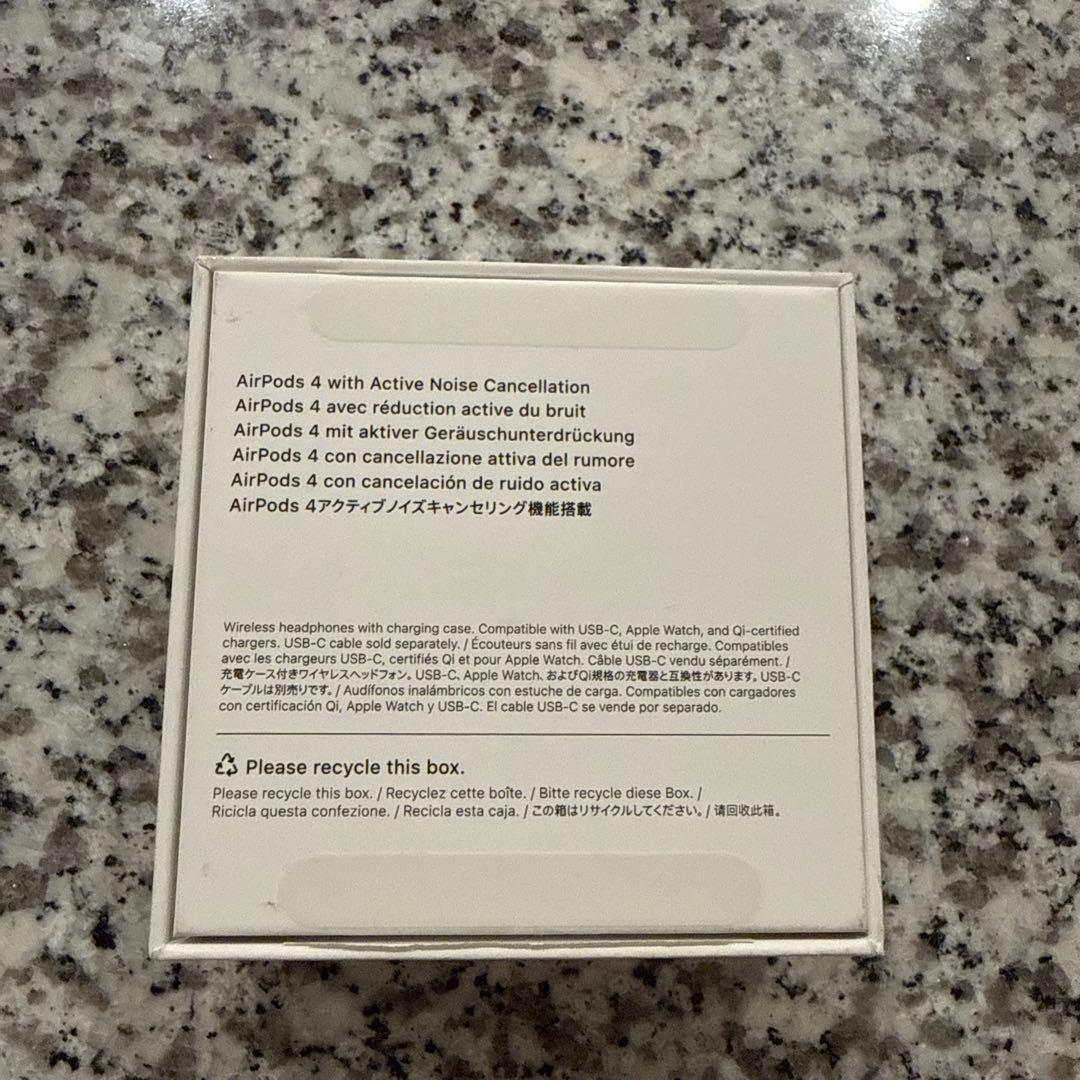 AirPods 4 with Active Noise Cancellation
AirPods 4 avec réduction active du bruit
AirPods 4 mit aktiver Geräuschunterdrückung
AirPods 4 con cancellazione attiva del rumore
AirPods 4 con cancelación de ruido activa
AirPods 4アクティブノイズキャンセリング機能搭載
Wireless headphones with charging case. Compatible with USB-C, Apple Watch, and Qi-certified
chargers. USB-C cable sold separately. / Écouteurs sans fil avec étui de recharge. Compatibles
avec les chargeurs USB-C, certifiés Qi et pour Apple Watch. Câble USB-C vendu séparément. /
充電ケース付きワイヤレスヘッドフォン。USB-C、Apple Watch、およびQi規格の充電器と互換性があります。USB-C
ケーブルは別売りです。/ Audífonos inalámbricos con estuche de carga. Compatibles con cargadores
con certificación Qi, Apple Watch y USB-C. El cable USB-C se vende por separado.
Please recycle this box.
Please recycle this box. / Recyclez cette boîte. / Bitte recycle diese Box. /
Ricicla questa confezione. / Recicla esta caja. / この箱はリサイクルしてください。/ 请回收此箱。